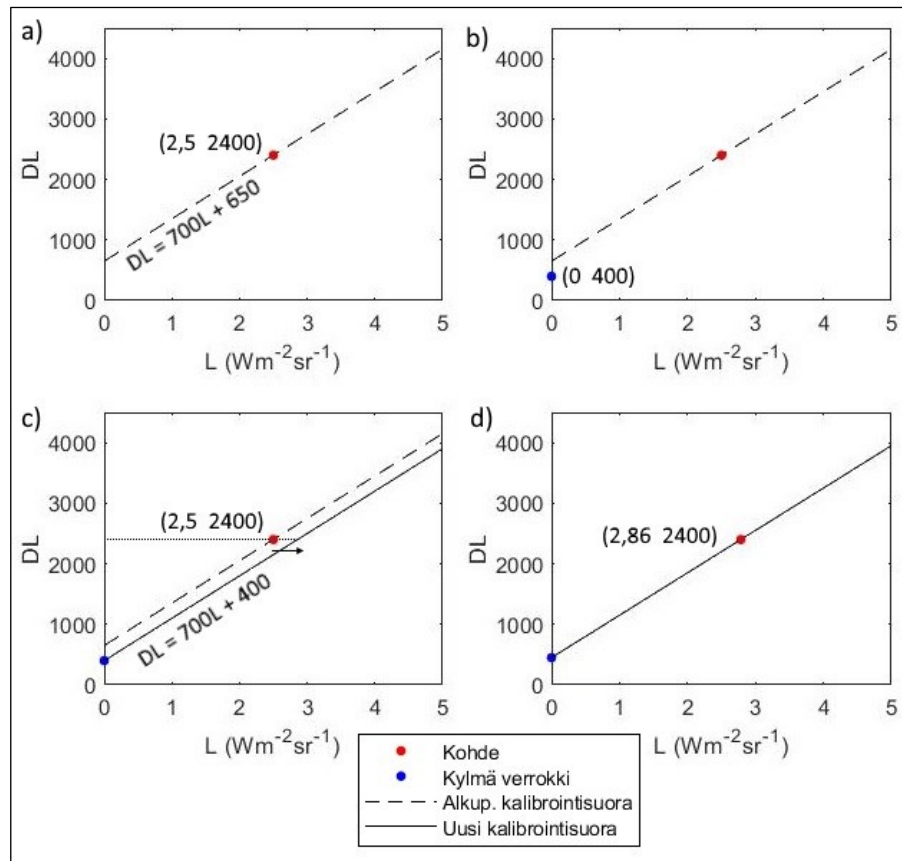 a)
4000
3000
2000
1000
0
DL
(2,5 2400)
DL = 700L + 650
0 1 2 3 4 5
L (Wm⁻²sr⁻¹)
b)
4000
3000
2000
1000
0
DL
(0 400)
0 1 2 3 4 5
L (Wm⁻²sr⁻¹)
c)
4000
3000
2000
1000
0
DL
(2,5 2400)
DL = 700L + 400
0 1 2 3 4 5
L (Wm⁻²sr⁻¹)
d)
4000
3000
2000
1000
0
DL
(2,86 2400)
0 1 2 3 4 5
L (Wm⁻²sr⁻¹)
Kohde
Kylmä verrokki
Alkup. kalibrointisuora
Uusi kalibrointisuora